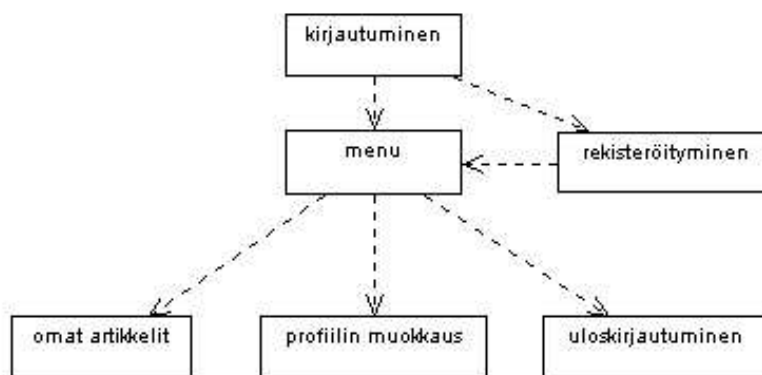 kirjautuminen
menu
rekisteröityminen
omat artikkelit
profiilin muokkaus
uloskirjautuminen